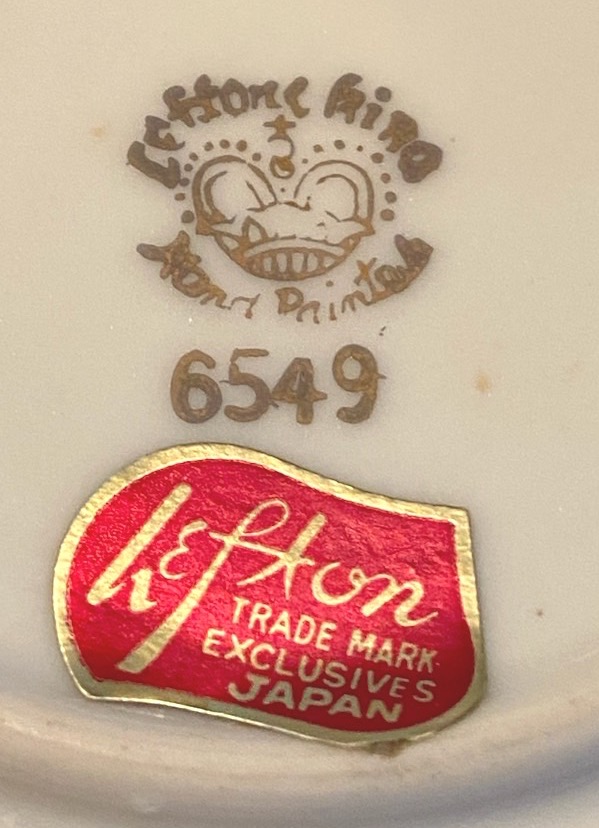 Lefton China
Hand Painted
6549
Lefton
TRADE MARK
EXCLUSIVES
JAPAN